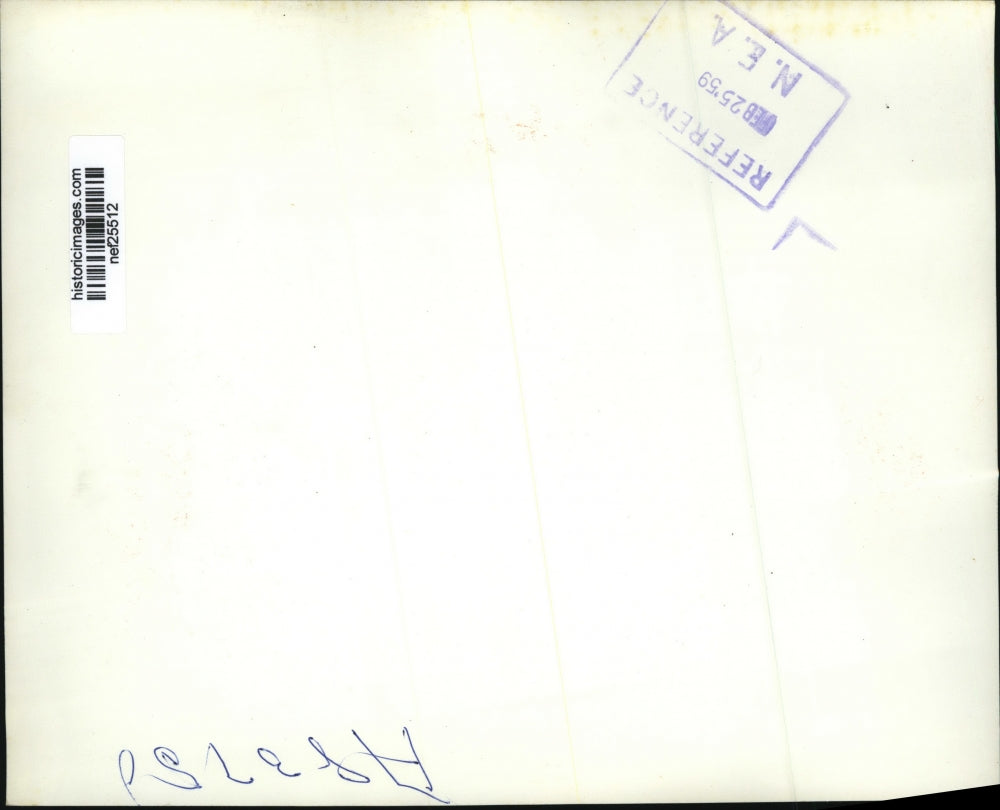 historicimages.com
nef25512
REFERENCE
FEB 25'59
N. E. A.